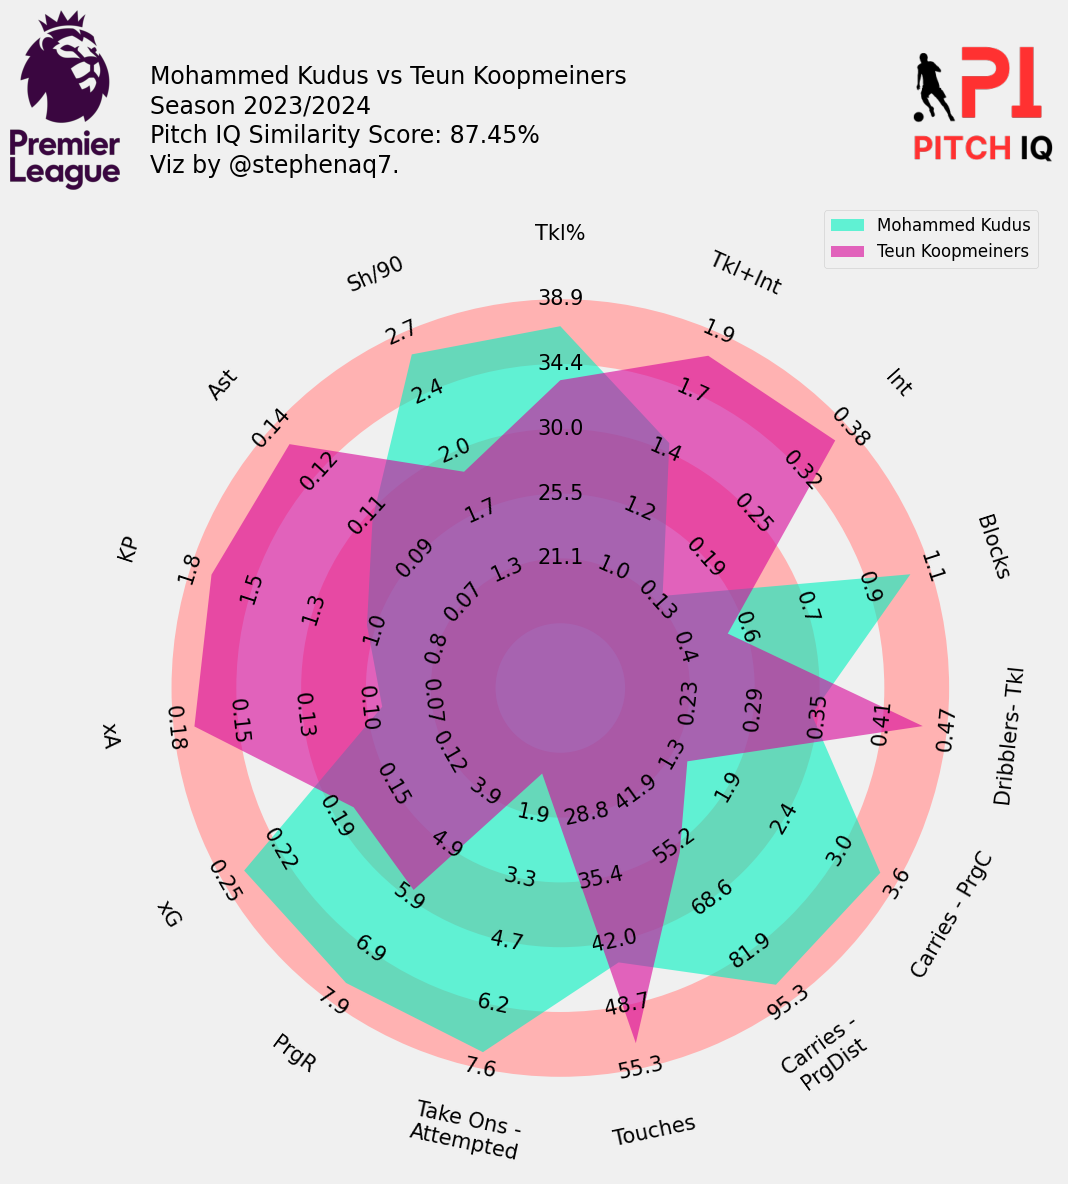 Premier
League
Mohammed Kudus vs Teun Koopmeiners
Season 2023/2024
Pitch IQ Similarity Score: 87.45%
Viz by @stephenaq7.
PI
PITCH IQ
Mohammed Kudus
Teun Koopmeiners
Tkl%
38.9
34.4
30.0
25.5
21.1
Tkl+Int
1.9
1.7
1.4
1.2
1.0
Int
0.38
0.32
0.25
0.19
0.13
Blocks
1.1
0.9
0.7
0.6
0.4
Dribblers- Tkl
0.47
0.41
0.35
0.29
0.23
Carries - PrgC
3.6
3.0
2.4
1.9
1.3
Carries -
PrgDist
95.3
81.9
68.6
55.2
41.9
Touches
55.3
48.7
42.0
35.4
28.8
Take Ons -
Attempted
7.6
6.2
4.7
3.3
1.9
PrgR
7.9
6.9
5.9
4.9
3.9
xG
0.25
0.22
0.19
0.15
0.12
xA
0.18
0.15
0.13
0.10
0.07
KP
1.8
1.5
1.3
1.0
0.8
Ast
0.14
0.12
0.11
0.09
0.07
Sh/90
2.7
2.4
2.0
1.7
1.3